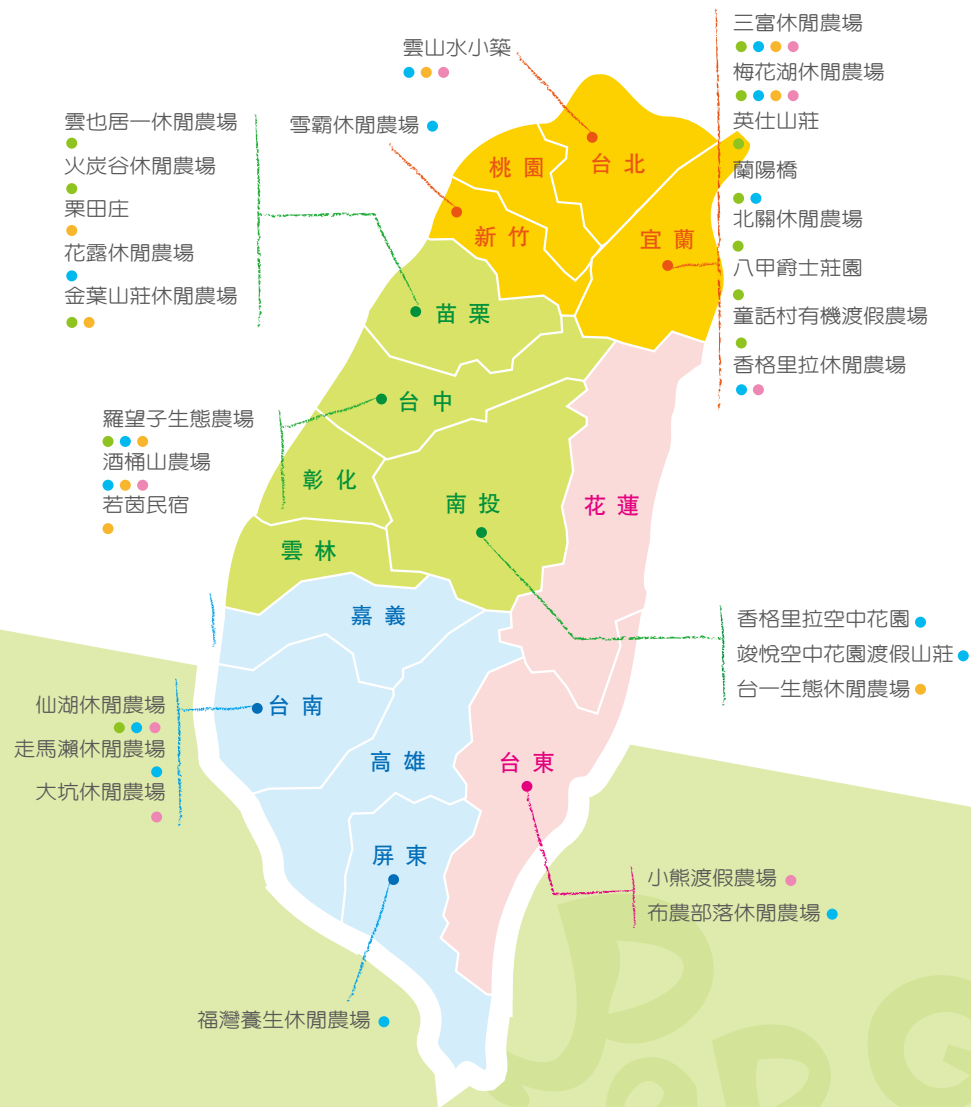 三富休閒農場
梅花湖休閒農場
英仕山莊
蘭陽橋
北關休閒農場
八甲爵士莊園
童話村有機渡假農場
香格里拉休閒農場
雲山水小築
雪霸休閒農場
雲也居一休閒農場
火炭谷休閒農場
栗田庄
花露休閒農場
金葉山莊休閒農場
桃園
台北
新竹
宜蘭
苗栗
台中
彰化
南投
雲林
花蓮
羅望子生態農場
酒桶山農場
若茵民宿
嘉義
台南
高雄
屏東
台東
香格里拉空中花園
竣悅空中花園渡假山莊
台一生態休閒農場
仙湖休閒農場
走馬瀨休閒農場
大坑休閒農場
小熊渡假農場
布農部落休閒農場
福灣養生休閒農場